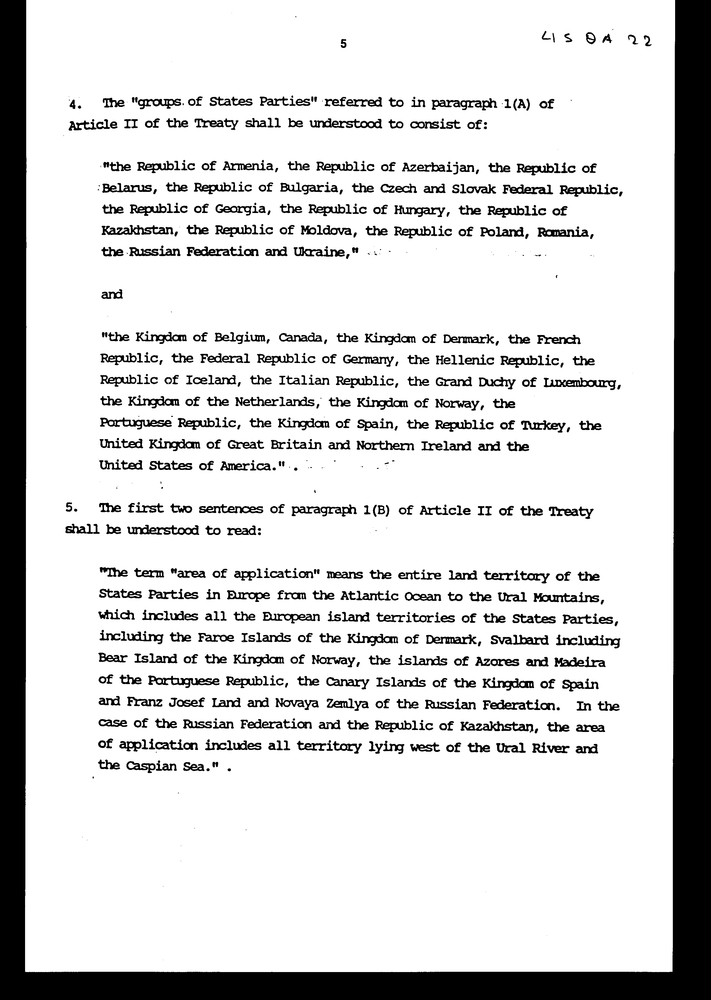 5
4. The "groups of States Parties" referred to in paragraph 1(A) of
Article II of the Treaty shall be understood to consist of:
"the Republic of Armenia, the Republic of Azerbaijan, the Republic of
Belarus, the Republic of Bulgaria, the Czech and Slovak Federal Republic,
the Republic of Georgia, the Republic of Hungary, the Republic of
Kazakhstan, the Republic of Moldova, the Republic of Poland, Romania,
the Russian Federation and Ukraine,"
and
"the Kingdom of Belgium, Canada, the Kingdom of Denmark, the French
Republic, the Federal Republic of Germany, the Hellenic Republic, the
Republic of Iceland, the Italian Republic, the Grand Duchy of Luxembourg,
the Kingdom of the Netherlands, the Kingdom of Norway, the
Portuguese Republic, the Kingdom of Spain, the Republic of Turkey, the
United Kingdom of Great Britain and Northern Ireland and the
United States of America." .
5. The first two sentences of paragraph 1(B) of Article II of the Treaty
shall be understood to read:
"The term "area of application" means the entire land territory of the
States Parties in Europe from the Atlantic Ocean to the Ural Mountains,
which includes all the European island territories of the States Parties,
including the Faroe Islands of the Kingdom of Denmark, Svalbard including
Bear Island of the Kingdom of Norway, the islands of Azores and Madeira
of the Portuguese Republic, the Canary Islands of the Kingdom of Spain
and Franz Josef Land and Novaya Zemlya of the Russian Federation. In the
case of the Russian Federation and the Republic of Kazakhstan, the area
of application includes all territory lying west of the Ural River and
the Caspian Sea." .